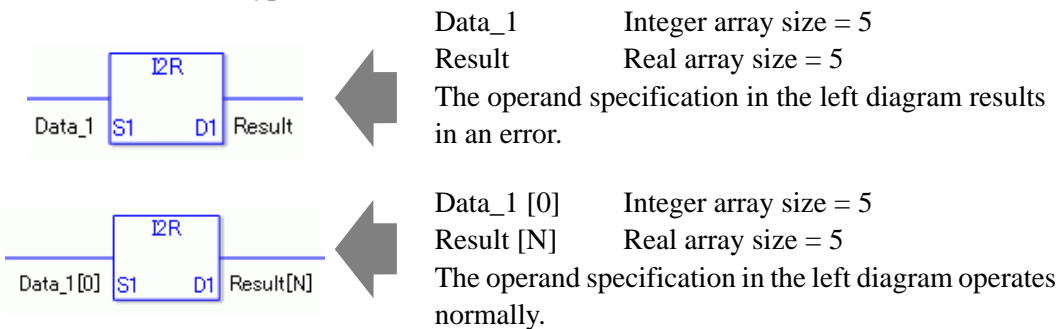 Data_1 Integer array size = 5
Result Real array size = 5
The operand specification in the left diagram results
in an error.
I2R
Data_1 S1 D1 Result
Data_1 [0] Integer array size = 5
Result [N] Real array size = 5
The operand specification in the left diagram operates
normally.
I2R
Data_1[0] S1 D1 Result[N]